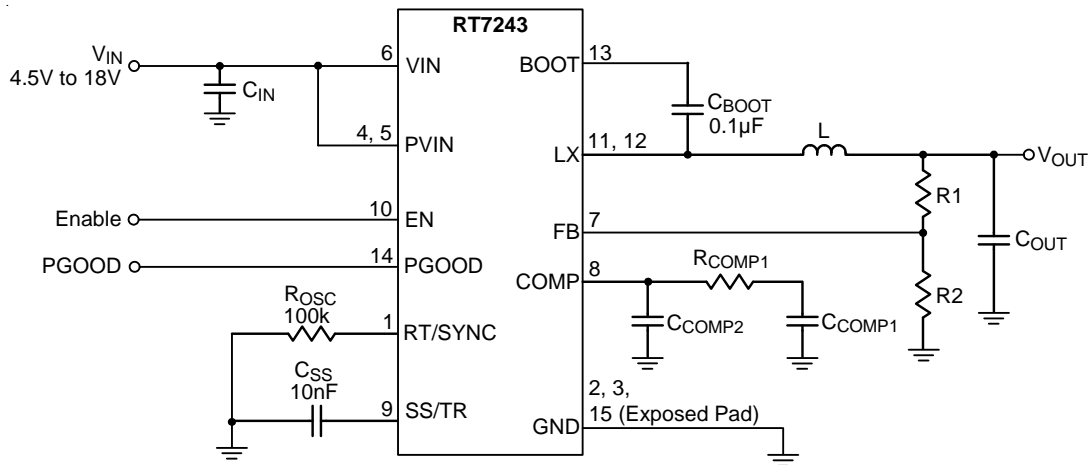 RT7243
VIN
4.5V to 18V
CIN
6
VIN
4, 5
PVIN
Enable
10
EN
PGOOD
14
PGOOD
ROSC
100k
1
RT/SYNC
CSS
10nF
9
SS/TR
BOOT
13
CBOOT
0.1µF
LX
11, 12
L
VOUT
R1
FB
7
COUT
COMP
8
RCOMP1
R2
CCOMP2
CCOMP1
2, 3,
GND
15 (Exposed Pad)